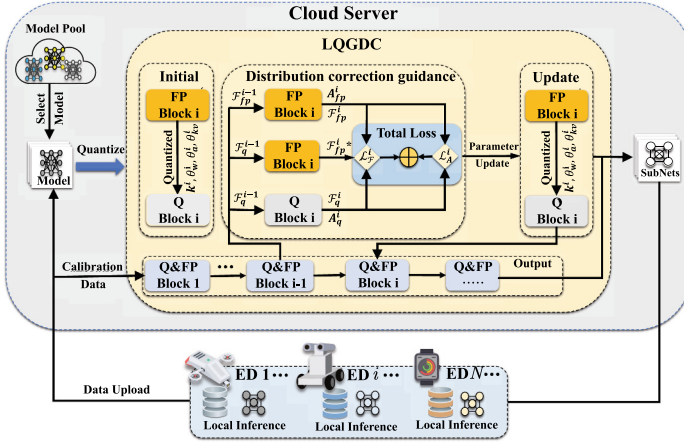 Cloud Server
Model Pool
LQGDC
Initial
Distribution correction guidance
Update
FP
Block i
Quantized
k^i θ_w^i θ_a^i θ_kv^i
Q
Block i
F_fp^{i-1}
FP
Block i
A_fp^i
F_fp^i
F_q^{i-1}
FP
Block i
F_fp^i*
F_q^{i-1}
Q
Block i
F_q^i
A_q^i
Total Loss
L_F^i
L_A^i
Parameter
Update
FP
Block i
Quantized
k^i θ_w^i θ_a^i θ_kv^i
Q
Block i
Select
Model
Quantize
Model
SubNets
Calibration
Data
Q&FP
Block 1
...
Q&FP
Block i-1
Q&FP
Block i
Q&FP
.....
Output
Data Upload
ED 1...
ED i ...
ED N...
Local Inference
Local Inference
Local Inference